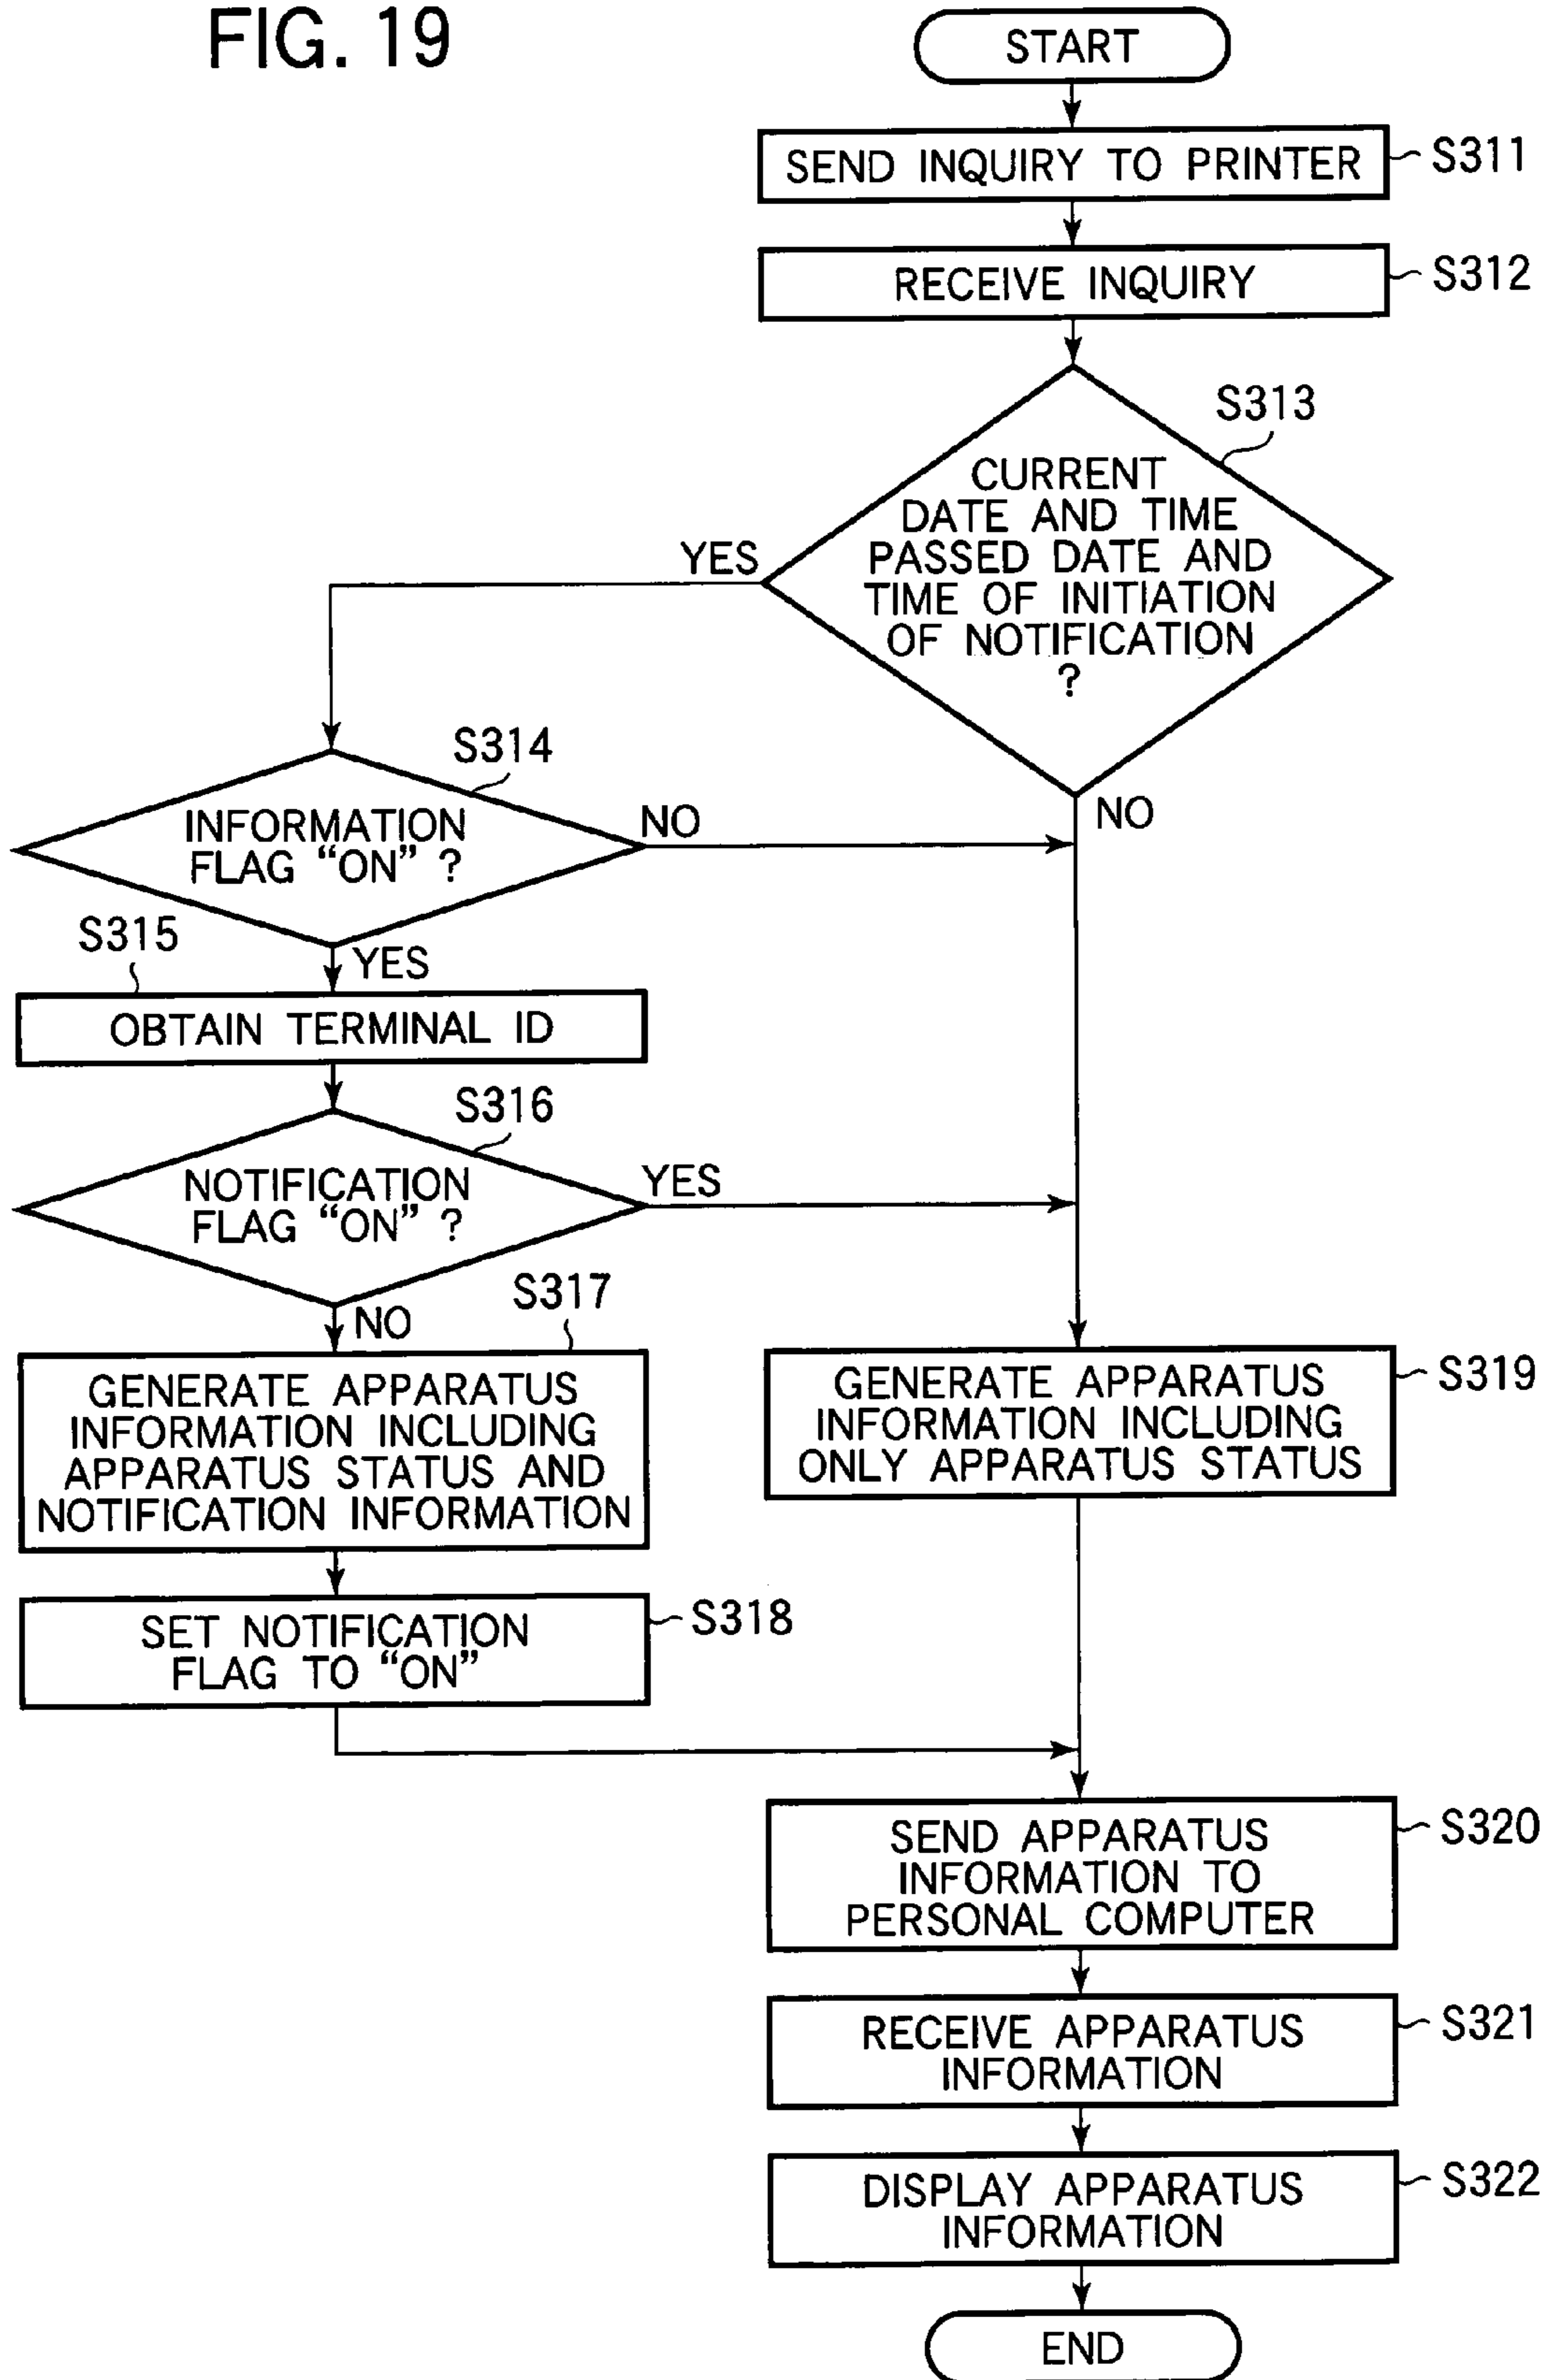 FIG. 19
START
SEND INQUIRY TO PRINTER
S311
RECEIVE INQUIRY
S312
S313
CURRENT
DATE AND TIME
PASSED DATE AND
TIME OF INITIATION
OF NOTIFICATION
?
YES
NO
S314
INFORMATION
FLAG “ON” ?
NO
YES
S315
OBTAIN TERMINAL ID
S316
NOTIFICATION
FLAG “ON” ?
YES
NO
S317
GENERATE APPARATUS
INFORMATION INCLUDING
APPARATUS STATUS AND
NOTIFICATION INFORMATION
GENERATE APPARATUS
INFORMATION INCLUDING
ONLY APPARATUS STATUS
S319
SET NOTIFICATION
FLAG TO “ON”
S318
SEND APPARATUS
INFORMATION TO
PERSONAL COMPUTER
S320
RECEIVE APPARATUS
INFORMATION
S321
DISPLAY APPARATUS
INFORMATION
S322
END